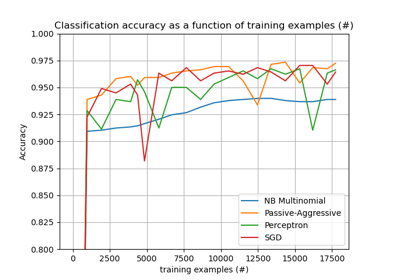 Classification accuracy as a function of training examples (#)
1.000
0.975
0.950
0.925
0.900
0.875
0.850
0.825
0.800
Accuracy
NB Multinomial
Passive-Aggressive
Perceptron
SGD
0 2500 5000 7500 10000 12500 15000 17500
training examples (#)